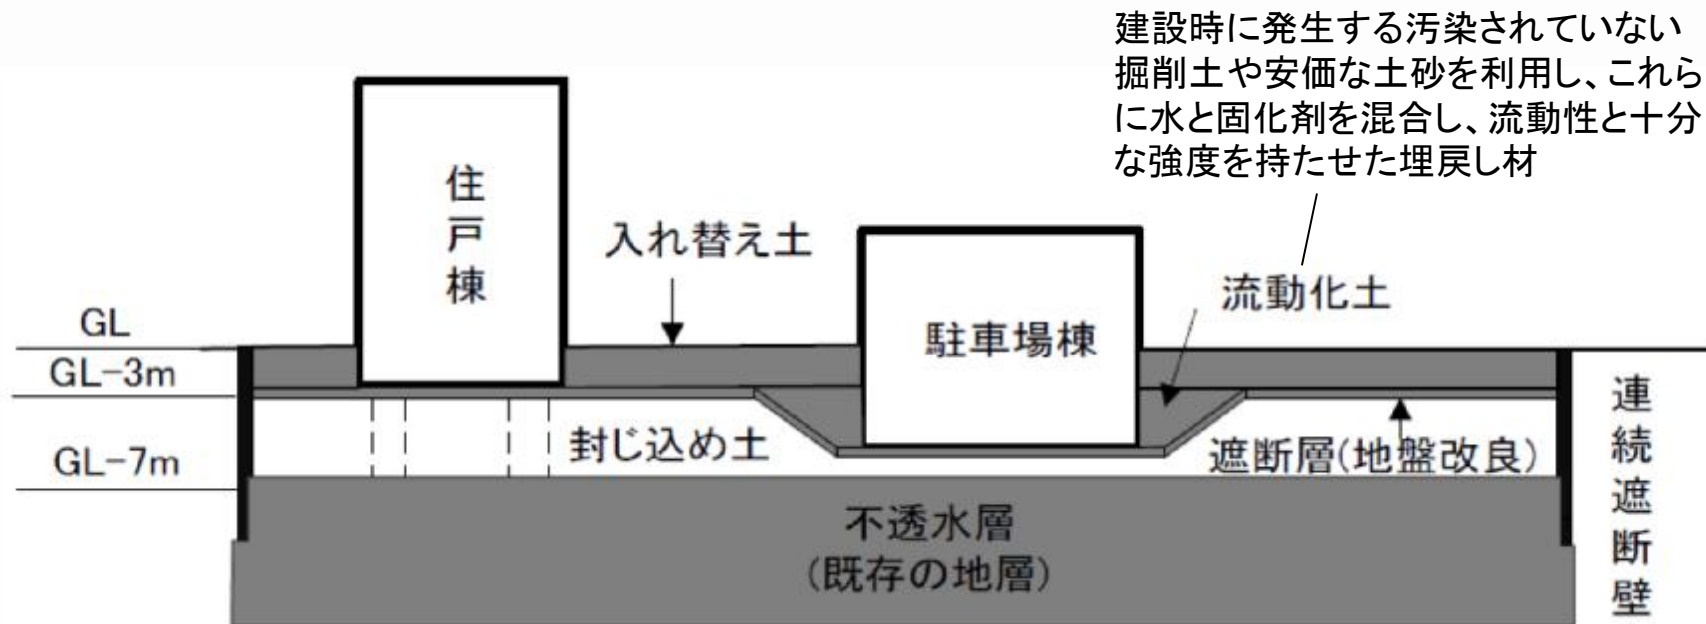 建設時に発生する汚染されていない
掘削土や安価な土砂を利用し、これら
に水と固化剤を混合し、流動性と十分
な強度を持たせた埋戻し材
住戸棟
入れ替え土
流動化土
GL
駐車場棟
GL-3m
連続遮断壁
封じ込め土
遮断層(地盤改良)
GL-7m
不透水層
(既存の地層)